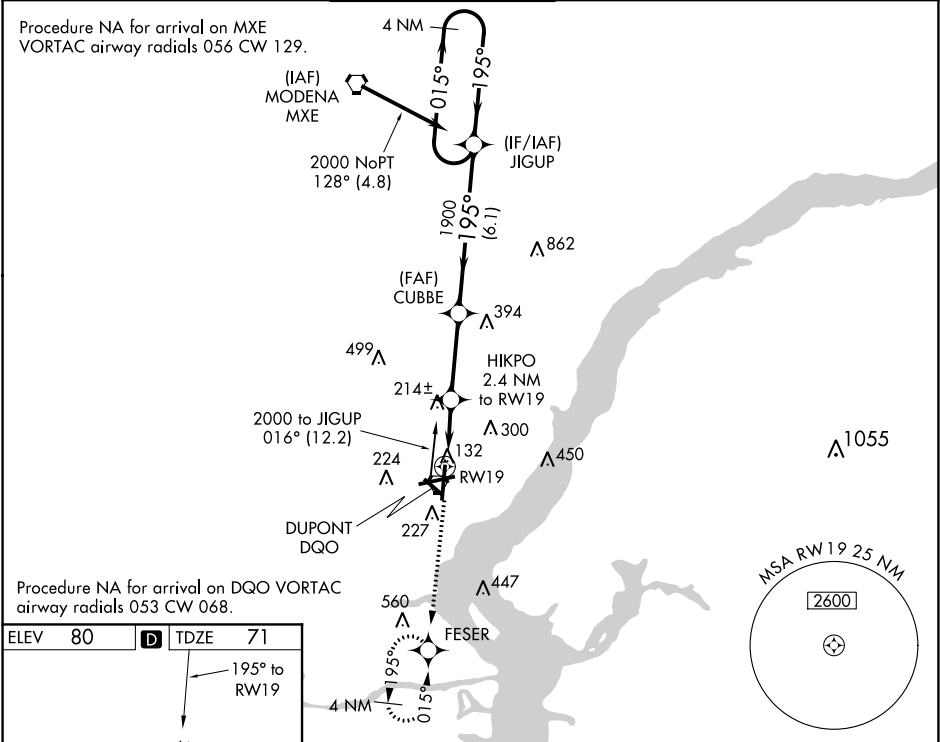 Procedure NA for arrival on MXE
VORTAC airway radials 056 CW 129.
4 NM
015°
195°
(IAF)
MODENA
MXE
2000 NoPT
128° (4.8)
(IF/IAF)
JIGUP
1900
195°
(6.1)
862
(FAF)
CUBBE
394
499
HIKPO
2.4 NM
to RW19
214±
2000 to JIGUP
016° (12.2)
300
132
450
1055
224
RW19
DUPONT
DQO
227
MSA RW19 25 NM
2600
447
Procedure NA for arrival on DQO VORTAC
airway radials 053 CW 068.
560
FESER
195°
015°
4 NM
ELEV 80 D TDZE 71
195° to
RW19